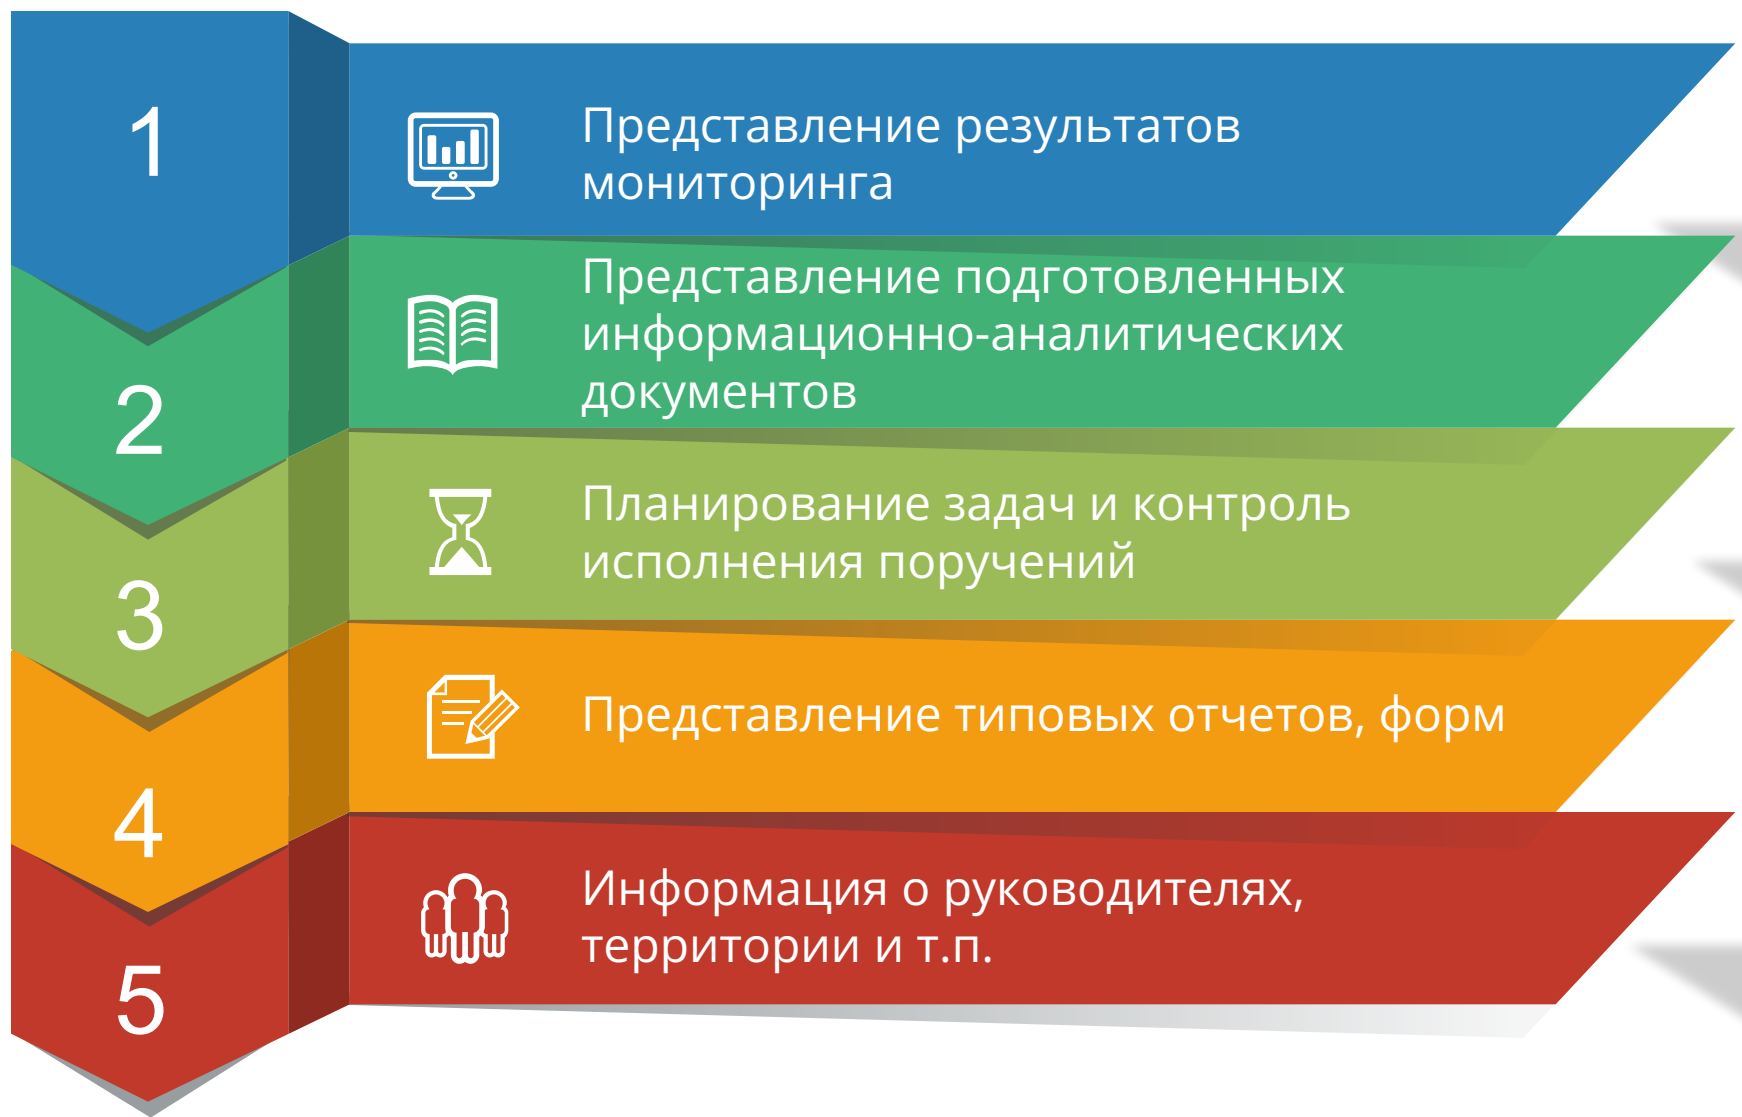 1
Представление результатов
мониторинга
2
Представление подготовленных
информационно-аналитических
документов
3
Планирование задач и контроль
исполнения поручений
4
Представление типовых отчетов, форм
5
Информация о руководителях,
территории и т.п.